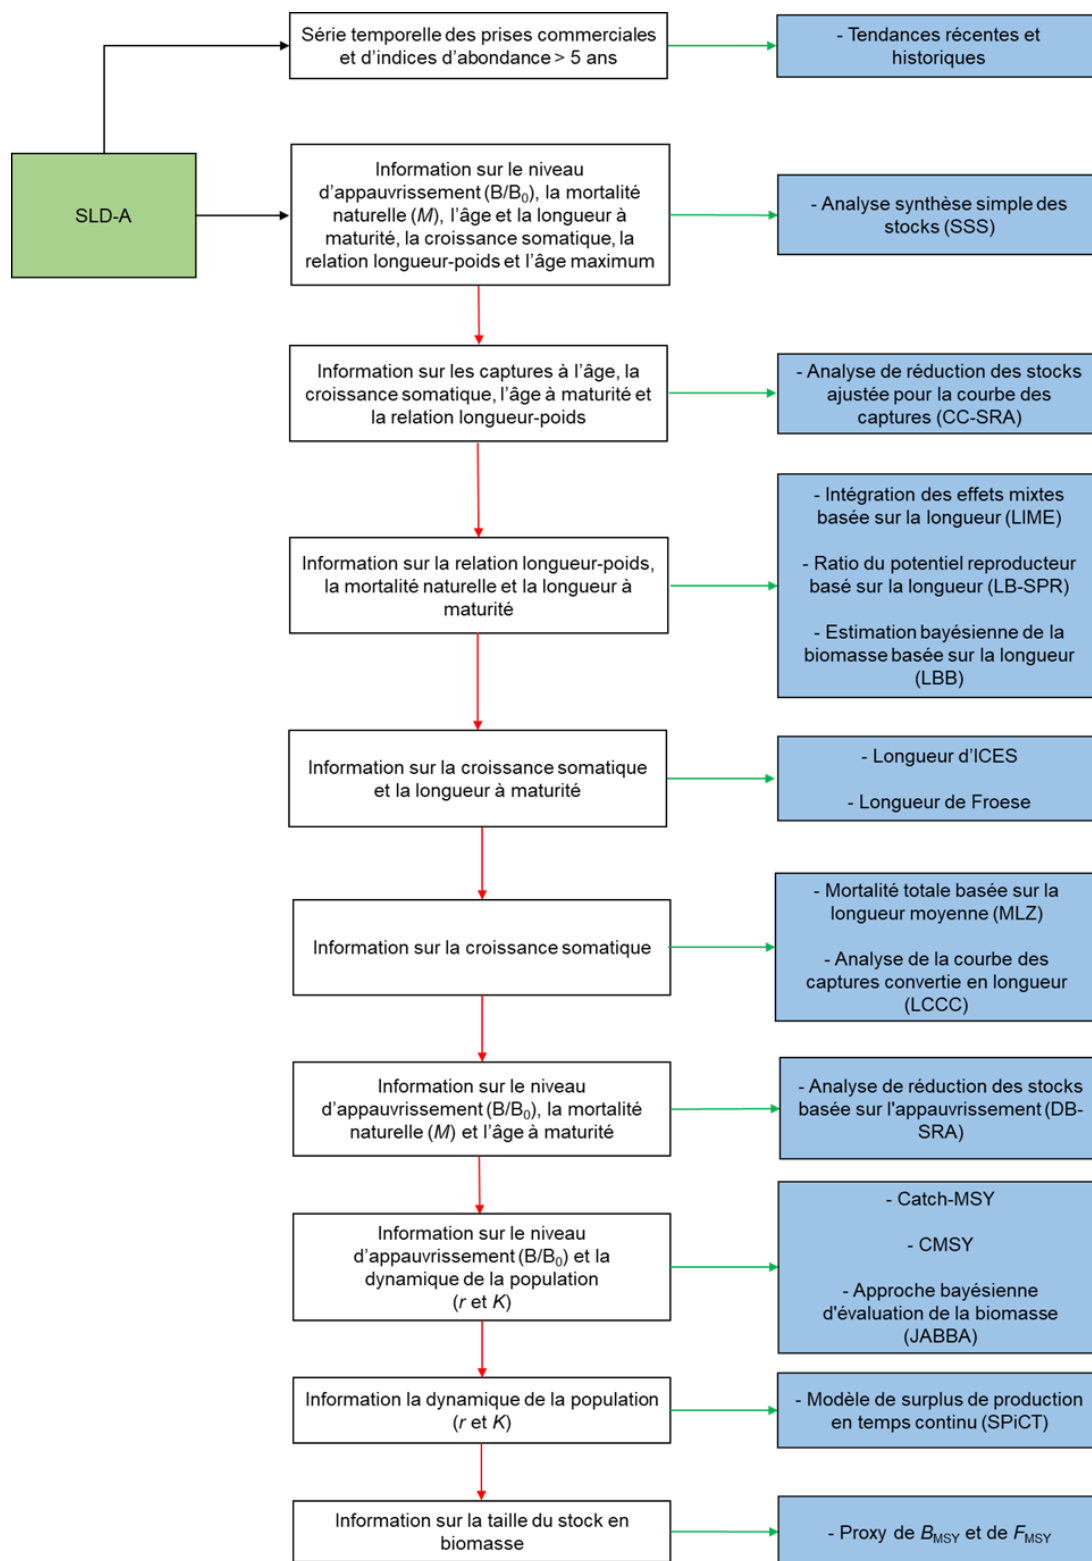 Série temporelle des prises commerciales
et d'indices d'abondance > 5 ans
- Tendances récentes et
historiques
SLD-A
Information sur le niveau
d'appauvrissement (B/B₀), la mortalité
naturelle (M), l'âge et la longueur à
maturité, la croissance somatique, la
relation longueur-poids et l'âge maximum
- Analyse synthèse simple des
stocks (SSS)
Information sur les captures à l'âge, la
croissance somatique, l'âge à maturité et
la relation longueur-poids
- Analyse de réduction des stocks
ajustée pour la courbe des
captures (CC-SRA)
Information sur la relation longueur-poids,
la mortalité naturelle et la longueur à
maturité
- Intégration des effets mixtes
basée sur la longueur (LIME)
- Ratio du potentiel reproducteur
basé sur la longueur (LB-SPR)
- Estimation bayésienne de la
biomasse basée sur la longueur
(LBB)
Information sur la croissance somatique
et la longueur à maturité
- Longueur d'ICES
- Longueur de Froese
Information sur la croissance somatique
- Mortalité totale basée sur la
longueur moyenne (MLZ)
- Analyse de la courbe des
captures convertie en longueur
(LCCC)
Information sur le niveau
d'appauvrissement (B/B₀), la mortalité
naturelle (M) et l'âge à maturité
- Analyse de réduction des stocks
basée sur l'appauvrissement (DB-
SRA)
Information sur le niveau
d'appauvrissement (B/B₀) et la
dynamique de la population
(r et K)
- Catch-MSY
- CMSY
- Approche bayésienne
d'évaluation de la biomasse
(JABBA)
Information la dynamique de la population
(r et K)
- Modèle de surplus de production
en temps continu (SPiCT)
Information sur la taille du stock en
biomasse
- Proxy de BMSY et de FMSY